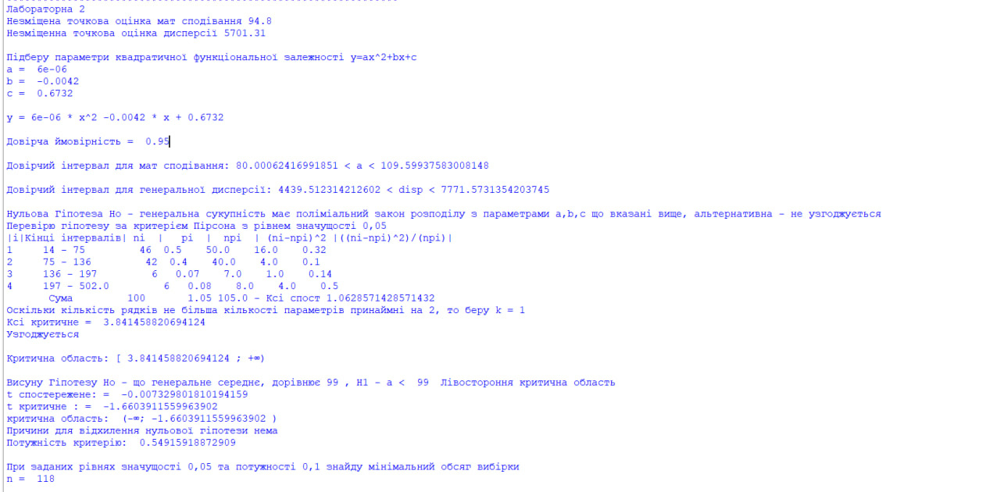 Лабораторна 2
Незміщена точкова оцінка мат сподівання 94.8
Незміщенна точкова оцінка дисперсії 5701.31
Підберу параметри квадратичної функціональної залежності y=ax^2+bx+c
a =  6e-06
b =  -0.0042
c =  0.6732
y = 6e-06 * x^2 -0.0042 * x + 0.6732
Довірча ймовірність =  0.95
Довірчий інтервал для мат сподівання: 80.00062416991851 < a < 109.59937583008148
Довірчий інтервал для генеральної дисперсії: 4439.512314212602 < disp < 7771.5731354203745
Нульова Гіпотеза Но - генеральна сукупність має поліміальний закон розподілу з параметрами a,b,c що вказані вище, альтернативна - не узгоджується
Перевірю гіпотезу за критерієм Пірсона з рівнем значущості 0,05
|i|Кінці інтервалів| ni  |   pi  |  npi  | (ni-npi)^2 |((ni-npi)^2)/(npi)|
1     14 - 75         46  0.5    50.0    16.0    0.32
2     75 - 136         42  0.4    40.0    4.0    0.1
3     136 - 197         6   0.07    7.0    1.0    0.14
4     197 - 502.0         6   0.08    8.0    4.0    0.5
Сума         100       1.05 105.0 - Ксі спост 1.0628571428571432
Оскільки кількість рядків не більша кількості параметрів принаймні на 2, то беру k = 1
Ксі критичне =  3.841458820694124
Узгоджується
Критична область: [ 3.841458820694124 ; +∞)
Висуну Гіпотезу Но - що генеральне середнє, дорівнює 99 , H1 - a <  99  Лівостороння критична область
t спостережене: =  -0.007329801810194159
t критичне : =  -1.6603911559963902
критична область:  (-∞; -1.6603911559963902 )
Причини для відхилення нульової гіпотези нема
Потужність критерію:  0.54915918872909
При заданих рівнях значущості 0,05 та потужності 0,1 знайду мінімальний обсяг вибірки
n =  118